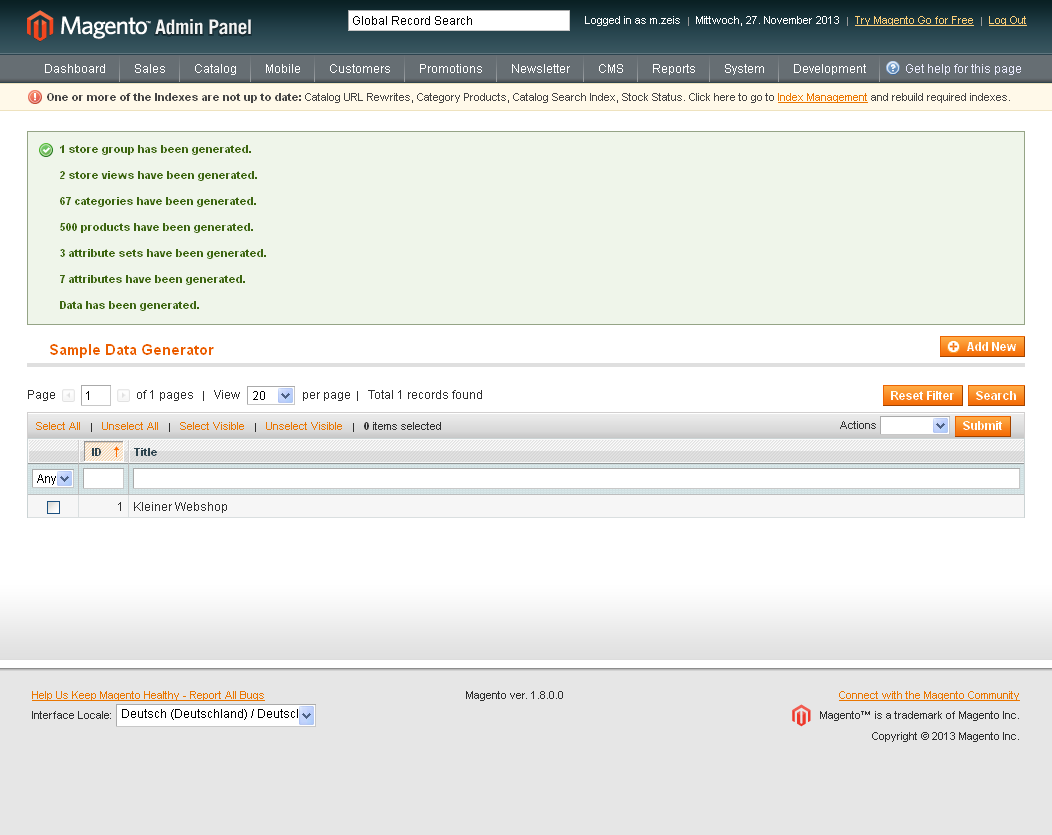 Magento™ Admin Panel
Global Record Search
Logged in as m.zeis | Mittwoch, 27. November 2013 | Try Magento Go for Free | Log Out
Dashboard Sales Catalog Mobile Customers Promotions Newsletter CMS Reports System Development Get help for this page
One or more of the Indexes are not up to date: Catalog URL Rewrites, Category Products, Catalog Search Index, Stock Status. Click here to go to Index Management and rebuild required indexes.
1 store group has been generated.
2 store views have been generated.
67 categories have been generated.
500 products have been generated.
3 attribute sets have been generated.
7 attributes have been generated.
Data has been generated.
Sample Data Generator
Add New
Page 1 of 1 pages | View 20 per page | Total 1 records found
Reset Filter Search
Select All | Unselect All | Select Visible | Unselect Visible | 0 items selected
Actions Submit
ID ↑ Title
Any
1 Kleiner Webshop
Help Us Keep Magento Healthy - Report All Bugs
Magento ver. 1.8.0.0
Connect with the Magento Community
Interface Locale: Deutsch (Deutschland) / Deutscl
Magento™ is a trademark of Magento Inc.
Copyright © 2013 Magento Inc.